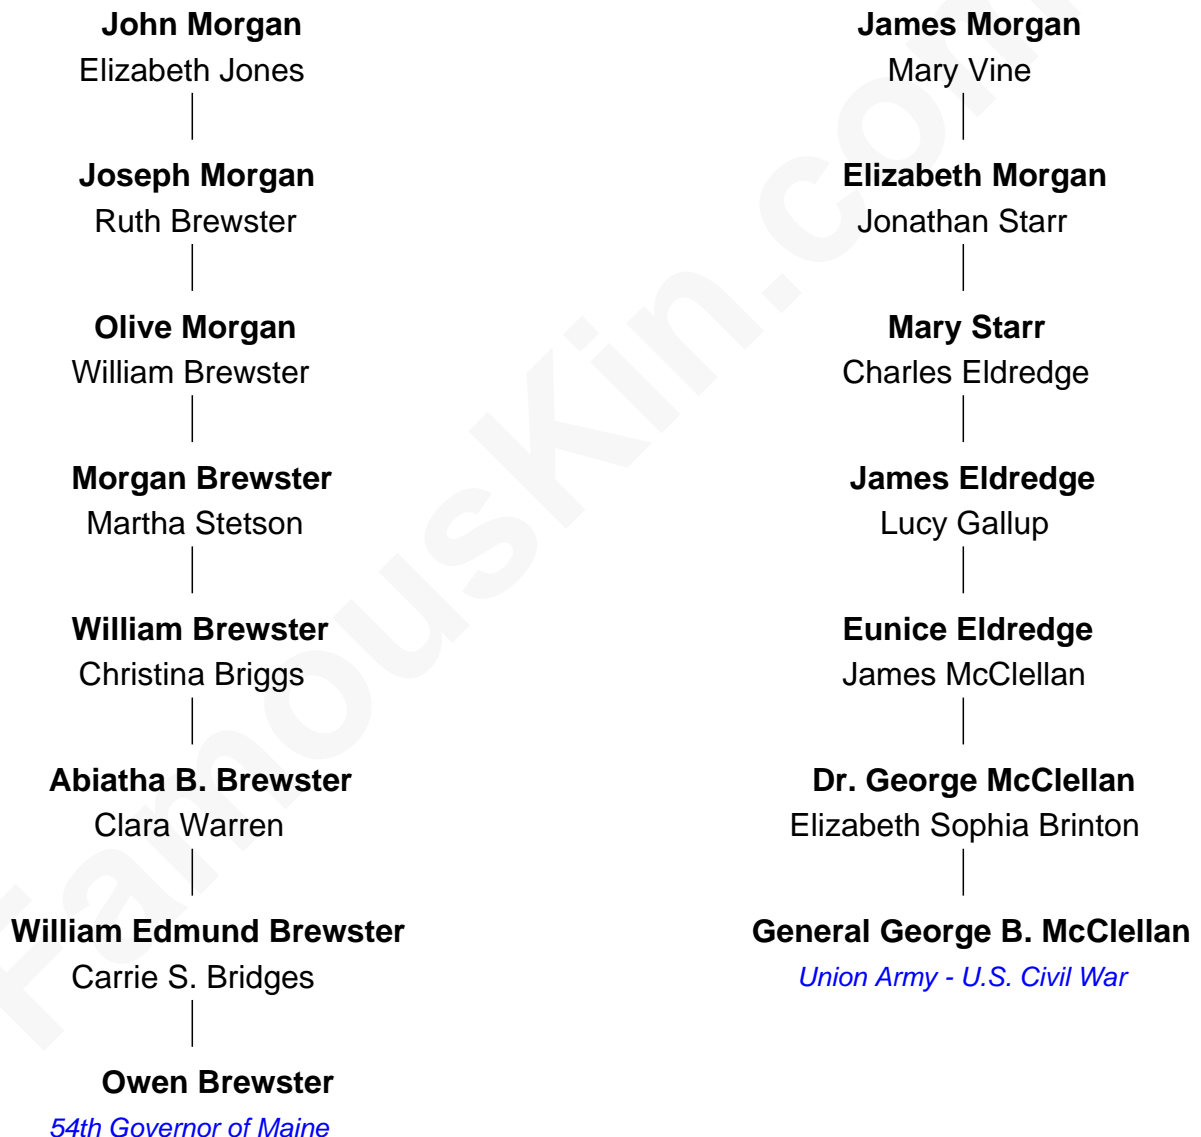 John Morgan
Elizabeth Jones
Joseph Morgan
Ruth Brewster
Olive Morgan
William Brewster
Morgan Brewster
Martha Stetson
William Brewster
Christina Briggs
Abiatha B. Brewster
Clara Warren
William Edmund Brewster
Carrie S. Bridges
Owen Brewster
54th Governor of Maine
James Morgan
Mary Vine
Elizabeth Morgan
Jonathan Starr
Mary Starr
Charles Eldredge
James Eldredge
Lucy Gallup
Eunice Eldredge
James McClellan
Dr. George McClellan
Elizabeth Sophia Brinton
General George B. McClellan
Union Army - U.S. Civil War
FamousKin.com